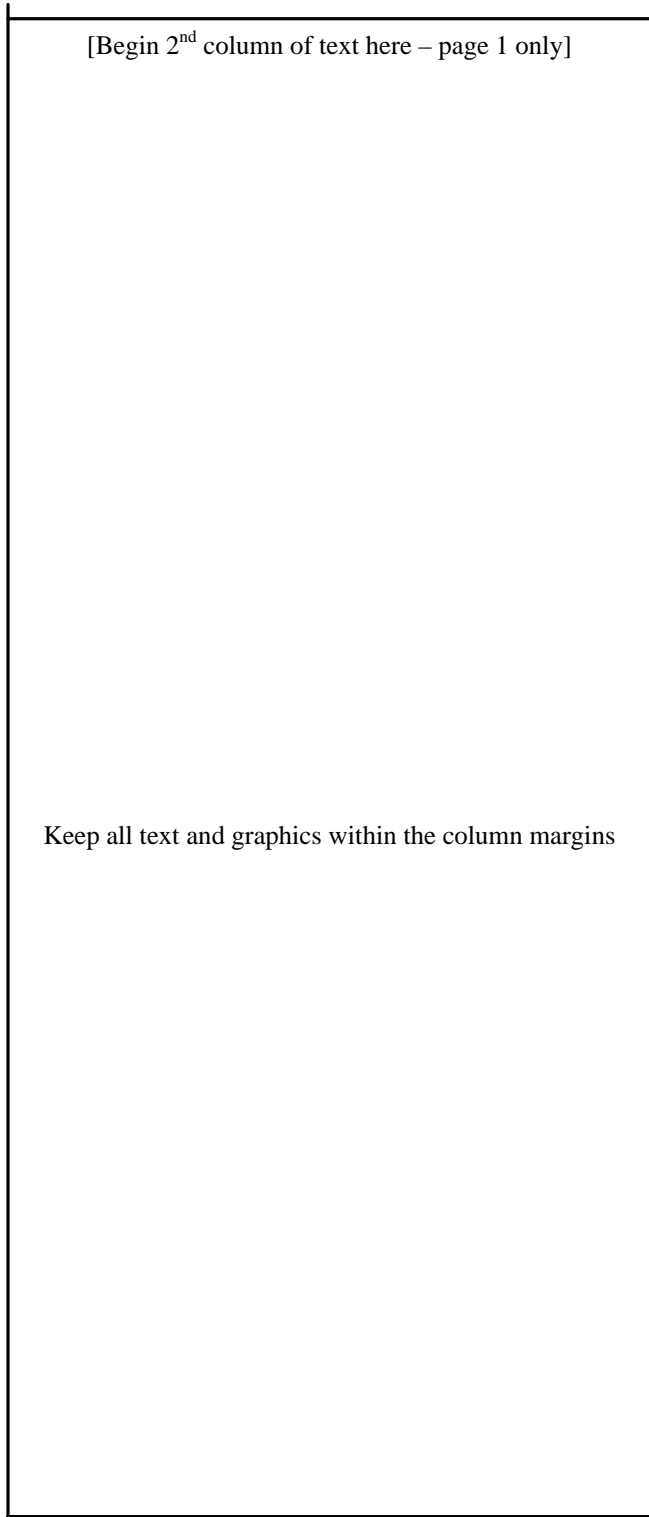 [Begin 2nd column of text here – page 1 only]
Keep all text and graphics within the column margins